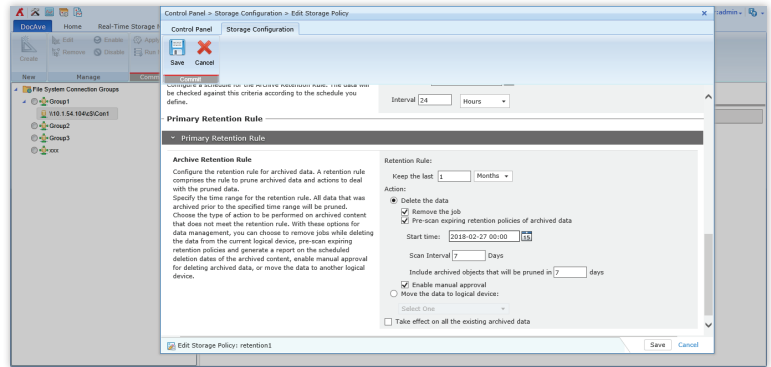 Control Panel > Storage Configuration > Edit Storage Policy
admin
DocAve
Home
Real-Time Storage
Control Panel
Storage Configuration
Create
Edit
Enable
Remove
Disable
Save
Cancel
New
Manage
Commit
File System Connection Groups
Group1
\\10.1.54.104\c$\Con1
Group2
Group3
xxx
Configure a schedule for the Archive Retention Rule. The data will
be checked against this criteria according to the schedule you
define.
Interval 24 Hours
Primary Retention Rule
Primary Retention Rule
Archive Retention Rule
Configure the retention rule for archived data. A retention rule
comprises the rule to prune archived data and actions to deal
with the pruned data.
Specify the time range for the retention rule. All data that was
archived prior to the specified time range will be pruned.
Choose the type of action to be performed on archived content
that does not meet the retention rule. With these options for
data management, you can choose to remove jobs while deleting
the data from the current logical device, pre-scan expiring
retention policies and generate a report on the scheduled
deletion dates of the archived content, enable manual approval
for deleting archived data, or move the data to another logical
device.
Retention Rule:
Keep the last 1 Months
Action:
Delete the data
Remove the job
Pre-scan expiring retention policies of archived data
Start time: 2018-02-27 00:00 15
Scan Interval 7 Days
Include archived objects that will be pruned in 7 days
Enable manual approval
Move the data to logical device:
Select One
Take effect on all the existing archived data
Edit Storage Policy: retention1
Save
Cancel